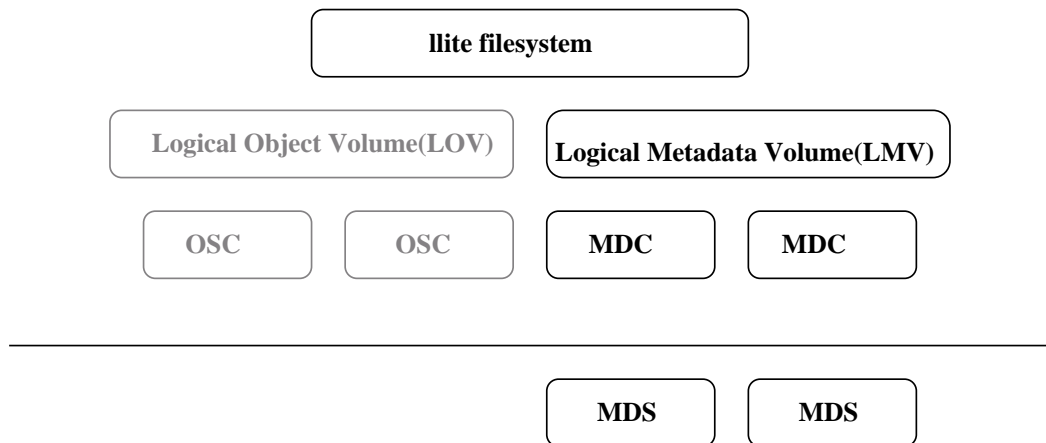 llite filesystem
Logical Object Volume(LOV)
Logical Metadata Volume(LMV)
OSC
OSC
MDC
MDC
MDS
MDS